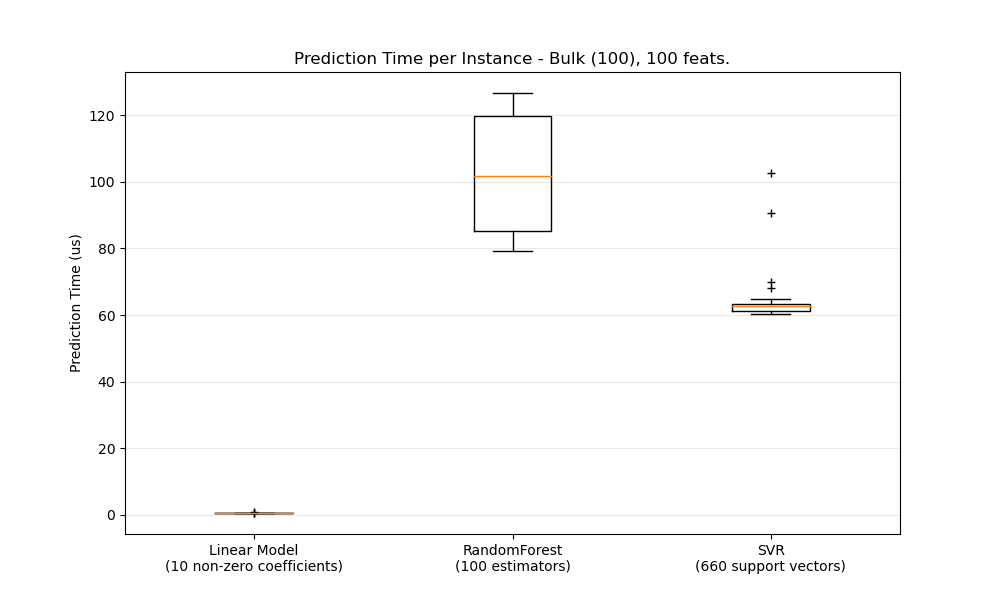 Prediction Time per Instance - Bulk (100), 100 feats.
Prediction Time (us)
120
100
80
60
40
20
0
Linear Model
(10 non-zero coefficients)
RandomForest
(100 estimators)
SVR
(660 support vectors)